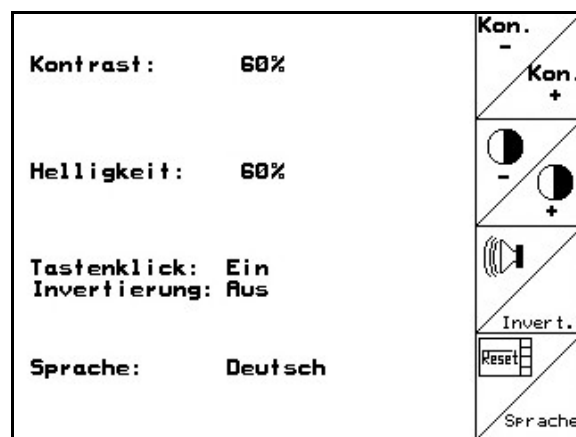 Kon.
-
Kon.
+
Kontrast: 60%
Helligkeit: 60%
-
+
Tastenklick: Ein
Invertierung: Aus
Invert.
Reset
Sprache: Deutsch
Sprache